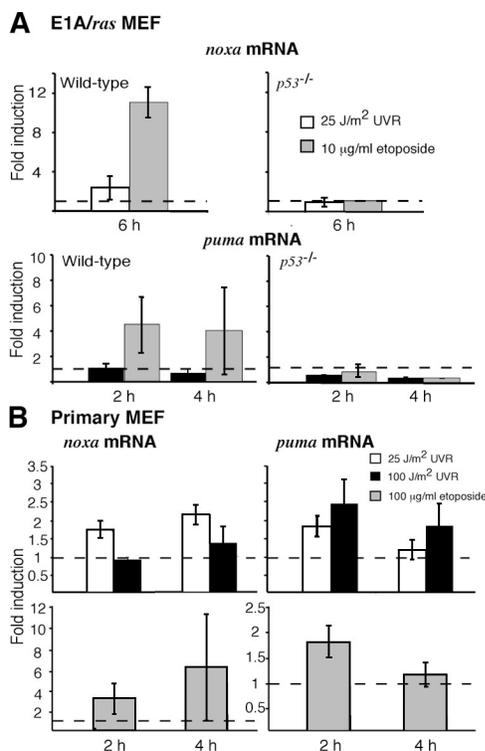 A E1A/ras MEF
noxa mRNA
Wild-type
p53-/-
12
8
4
Fold induction
25 J/m2 UVR
10 µg/ml etoposide
6 h
6 h
puma mRNA
Wild-type
p53-/-
10
8
6
4
2
Fold induction
2 h 4 h
2 h 4 h
B Primary MEF
noxa mRNA
puma mRNA
25 J/m2 UVR
100 J/m2 UVR
100 µg/ml etoposide
3.5
3
2.5
2
1.5
1
0.5
Fold induction
12
10
8
6
4
2
2.5
2
1.5
1
0.5
2 h 4 h
2 h 4 h